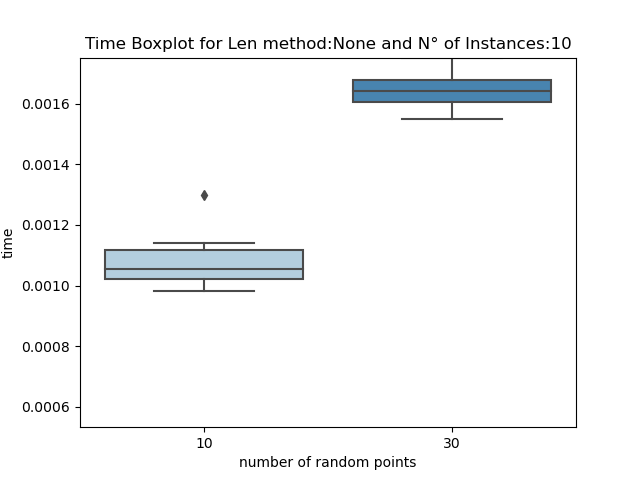 Time Boxplot for Len method:None and N° of Instances:10
0.0016
0.0014
0.0012
0.0010
0.0008
0.0006
time
10 30
number of random points